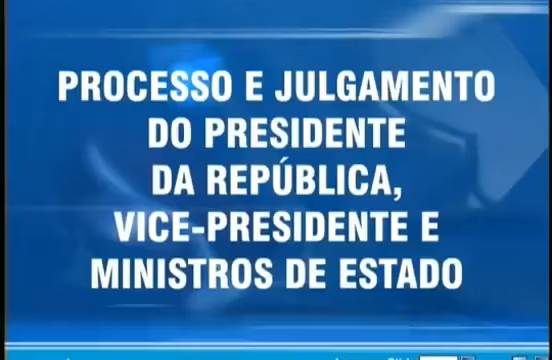 PROCESSO E JULGAMENTO
DO PRESIDENTE
DA REPÚBLICA,
VICE-PRESIDENTE E
MINISTROS DE ESTADO